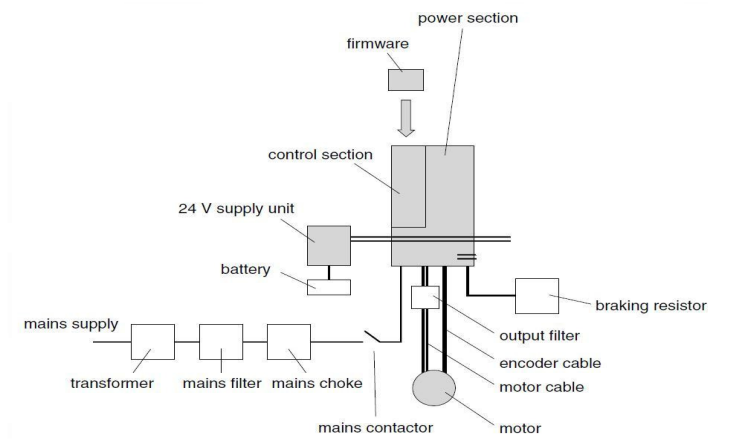 power section
firmware
control section
24 V supply unit
battery
braking resistor
mains supply
output filter
encoder cable
transformer
mains filter
mains choke
motor cable
mains contactor
motor